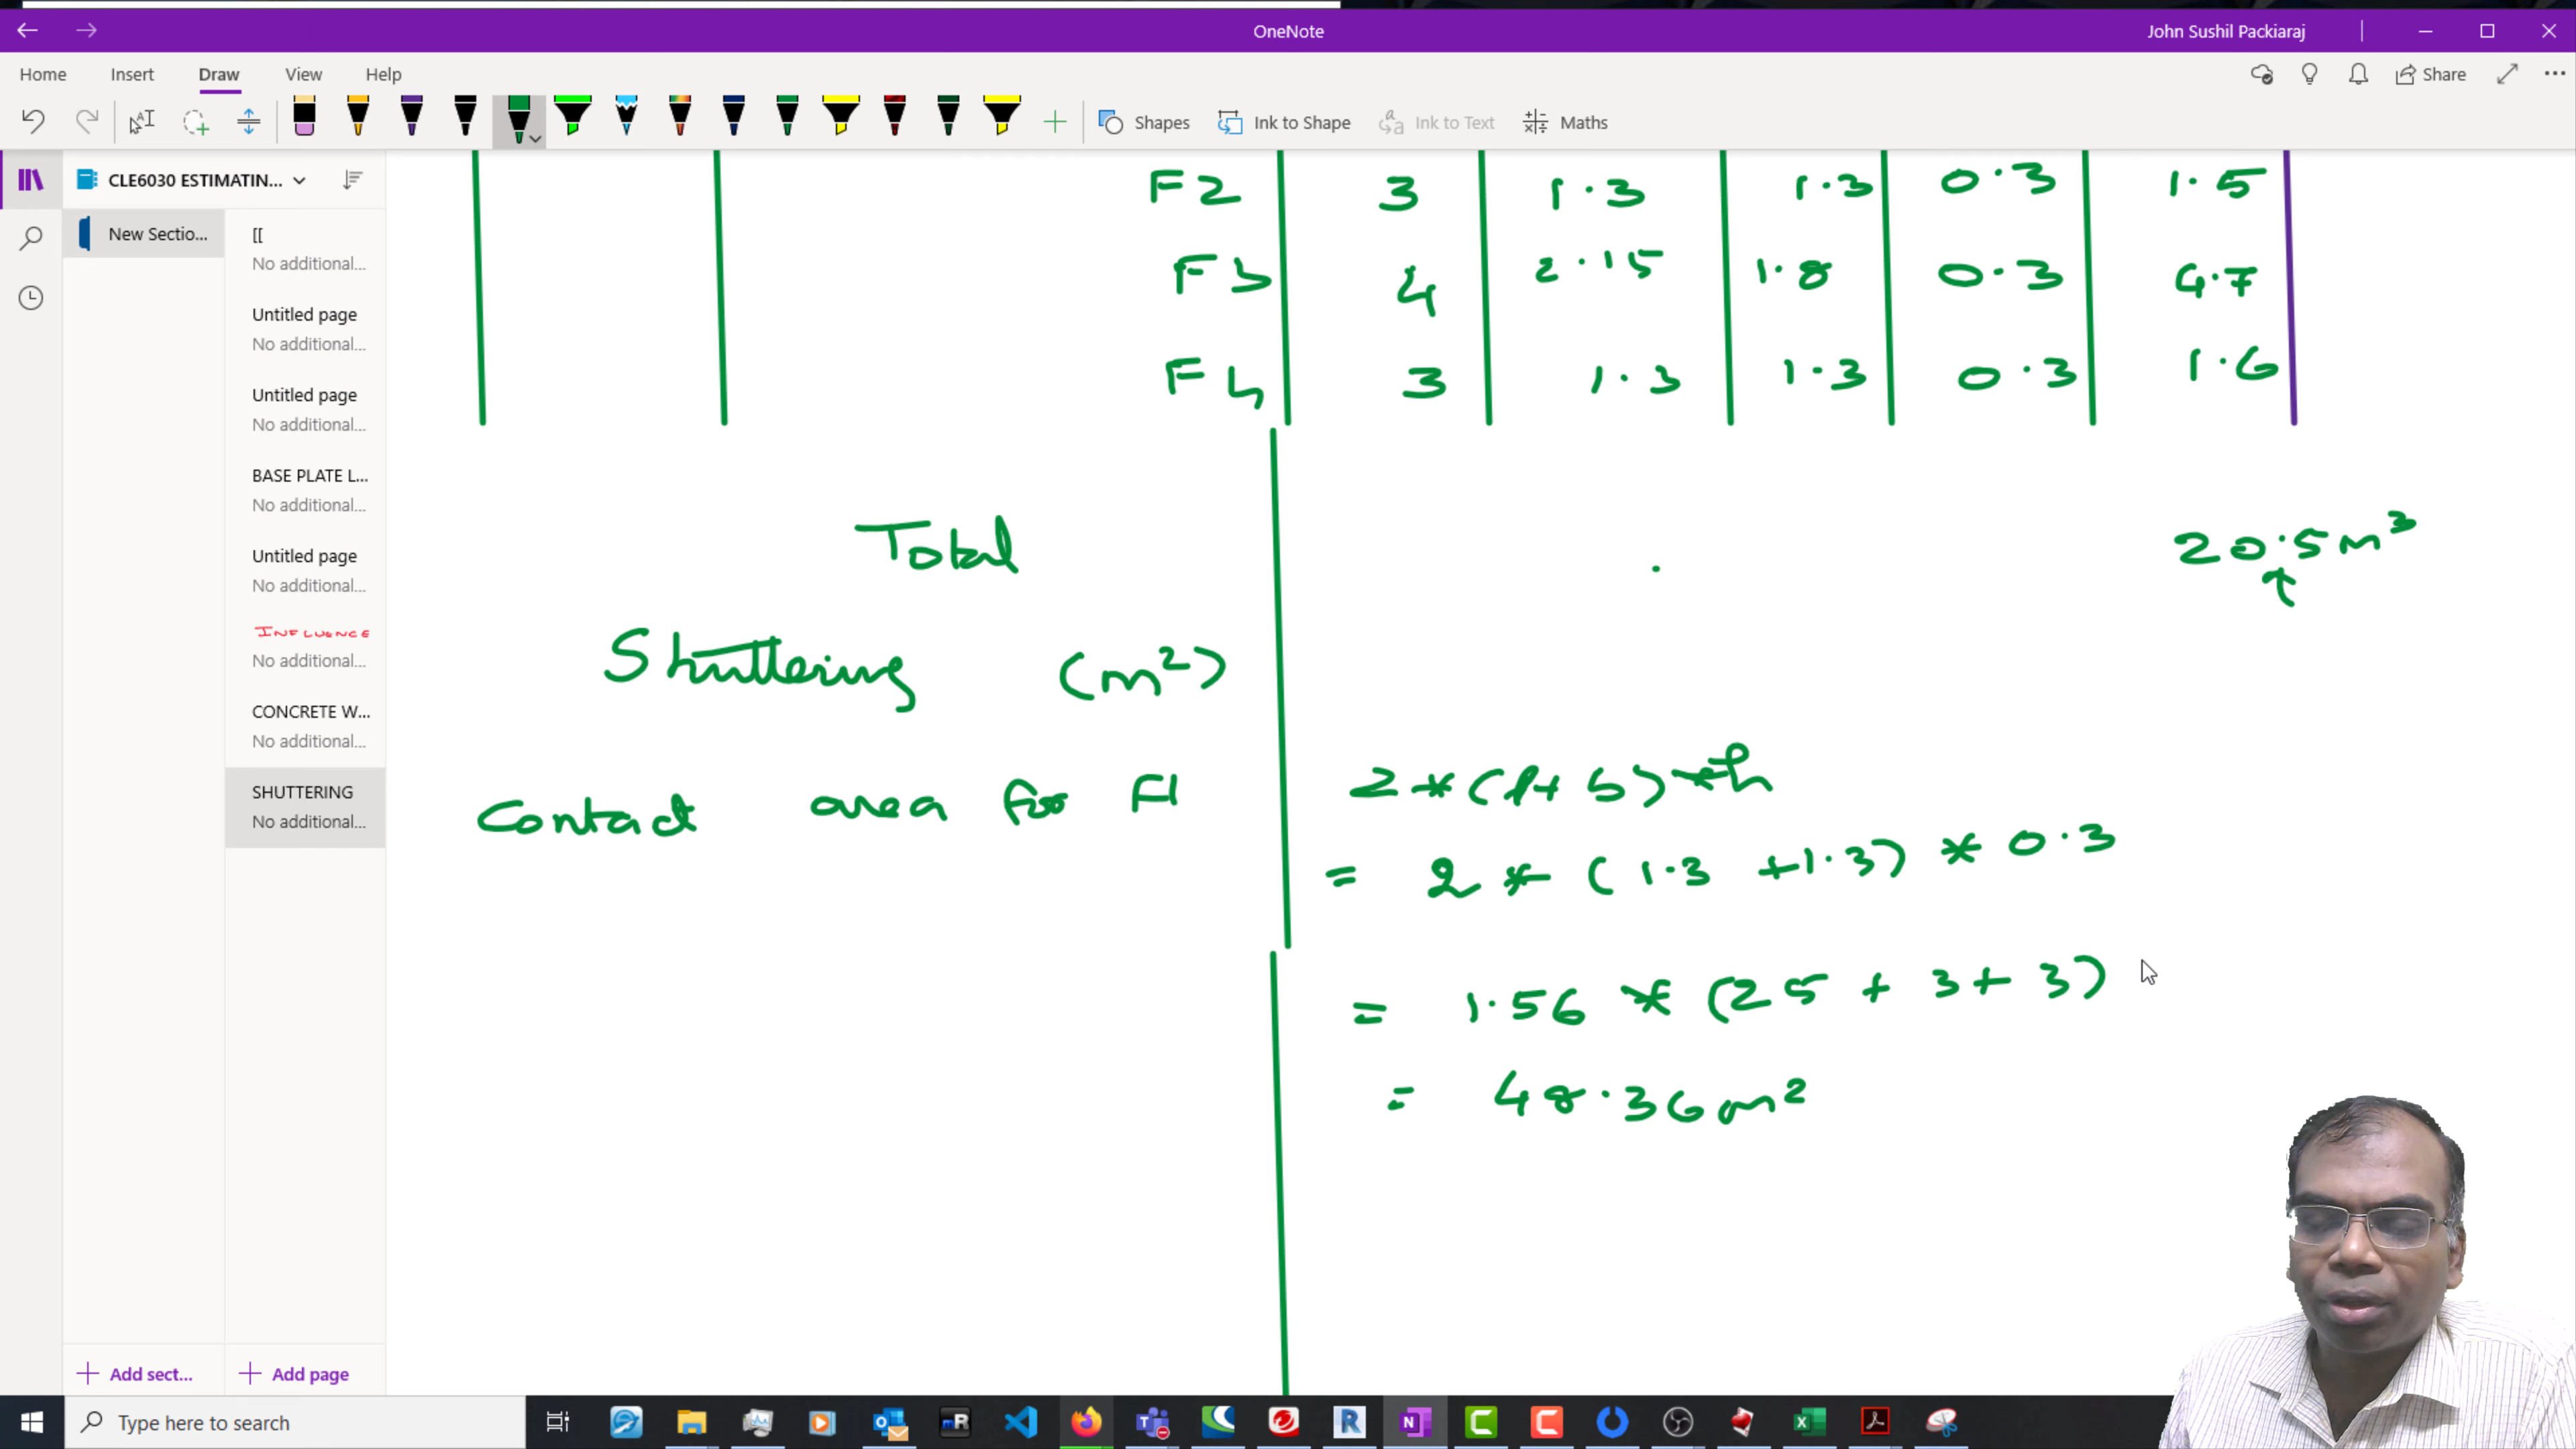 OneNote
John Sushil Packiaraj
Home Insert Draw View Help
Share
Shapes Ink to Shape Ink to Text Maths
CLE6030 ESTIMATIN...
New Sectio...
[[
No additional...
Untitled page
No additional...
Untitled page
No additional...
BASE PLATE L...
No additional...
Untitled page
No additional...
INFLUENCE
No additional...
CONCRETE W...
No additional...
SHUTTERING
No additional...
Add sect...
Add page
F2 3 1.3 1.3 0.3 1.5
F3 4 2.15 1.8 0.3 4.7
F4 3 1.3 1.3 0.3 1.6
Total 20.5m³
Shuttering (m²)
Contact area for F1 2*(l+b)*h
= 2 * (1.3 +1.3) * 0.3
= 1.56 * (25 + 3+ 3)
= 48.36m²
Type here to search